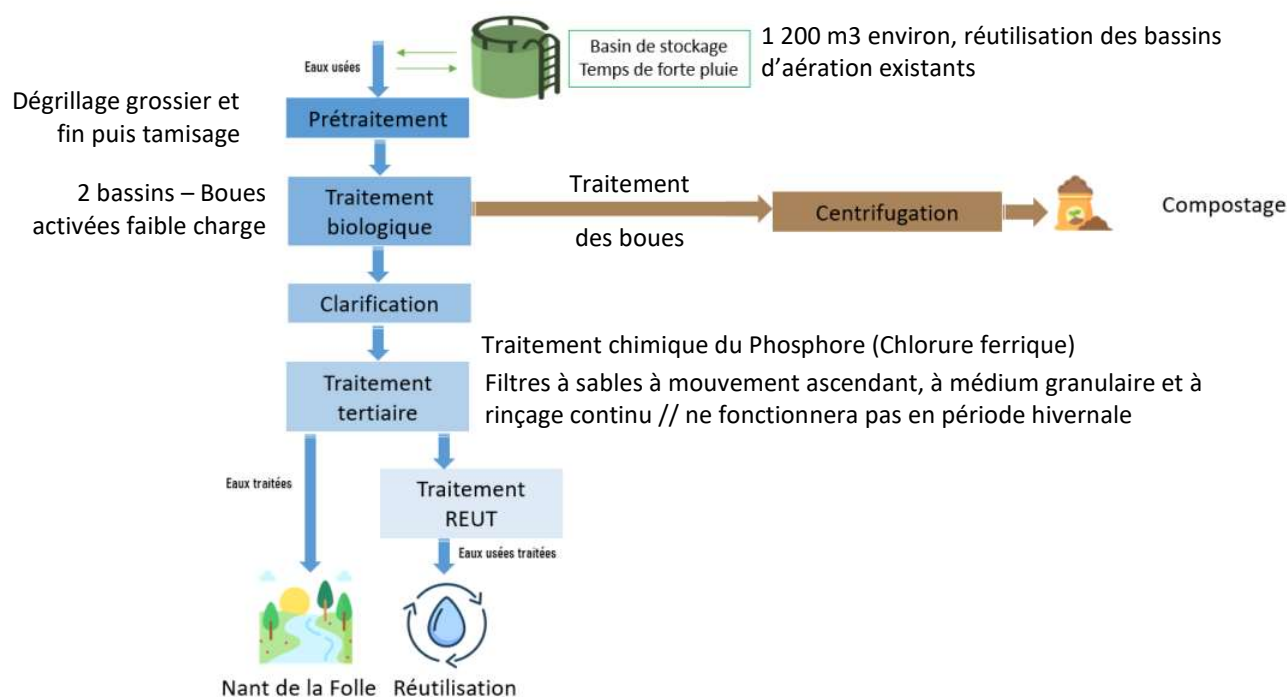 Eaux usées
Basin de stockage
Temps de forte pluie
1 200 m3 environ, réutilisation des bassins
d’aération existants
Dégrillage grossier et
fin puis tamisage
Prétraitement
2 bassins – Boues
activées faible charge
Traitement
biologique
Traitement
des boues
Centrifugation
Compostage
Clarification
Traitement chimique du Phosphore (Chlorure ferrique)
Traitement
tertiaire
Filtres à sables à mouvement ascendant, à médium granulaire et à
rinçage continu // ne fonctionnera pas en période hivernale
Eaux traitées
Traitement
REUT
Eaux usées traitées
Nant de la Folle
Réutilisation